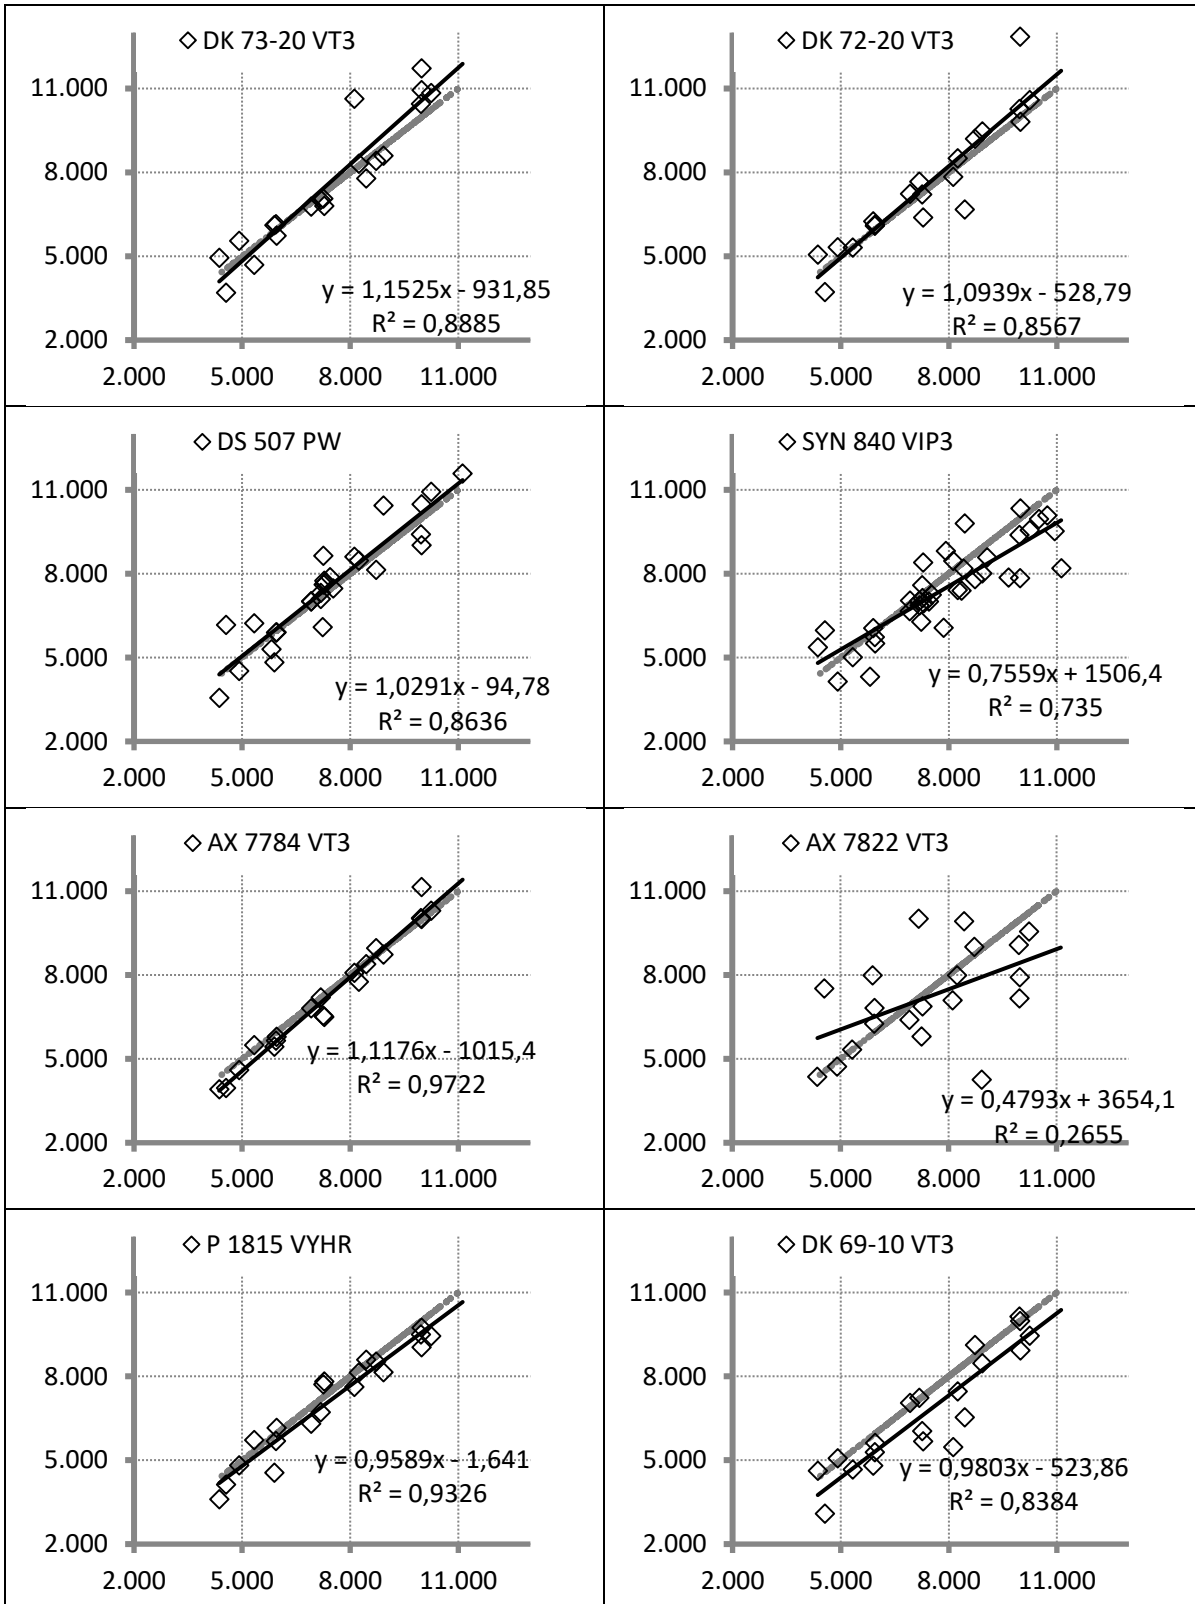 DK 73-20 VT3
11.000
8.000
5.000
2.000
y = 1,1525x - 931,85
R² = 0,8885
2.000 5.000 8.000 11.000
DK 72-20 VT3
11.000
8.000
5.000
2.000
y = 1,0939x - 528,79
R² = 0,8567
2.000 5.000 8.000 11.000
DS 507 PW
11.000
8.000
5.000
2.000
y = 1,0291x - 94,78
R² = 0,8636
2.000 5.000 8.000 11.000
SYN 840 VIP3
11.000
8.000
5.000
2.000
y = 0,7559x + 1506,4
R² = 0,735
2.000 5.000 8.000 11.000
AX 7784 VT3
11.000
8.000
5.000
2.000
y = 1,1176x - 1015,4
R² = 0,9722
2.000 5.000 8.000 11.000
AX 7822 VT3
11.000
8.000
5.000
2.000
y = 0,4793x + 3654,1
R² = 0,2655
2.000 5.000 8.000 11.000
P 1815 VYHR
11.000
8.000
5.000
2.000
y = 0,9589x - 1,641
R² = 0,9326
2.000 5.000 8.000 11.000
DK 69-10 VT3
11.000
8.000
5.000
2.000
y = 0,9803x - 523,86
R² = 0,8384
2.000 5.000 8.000 11.000